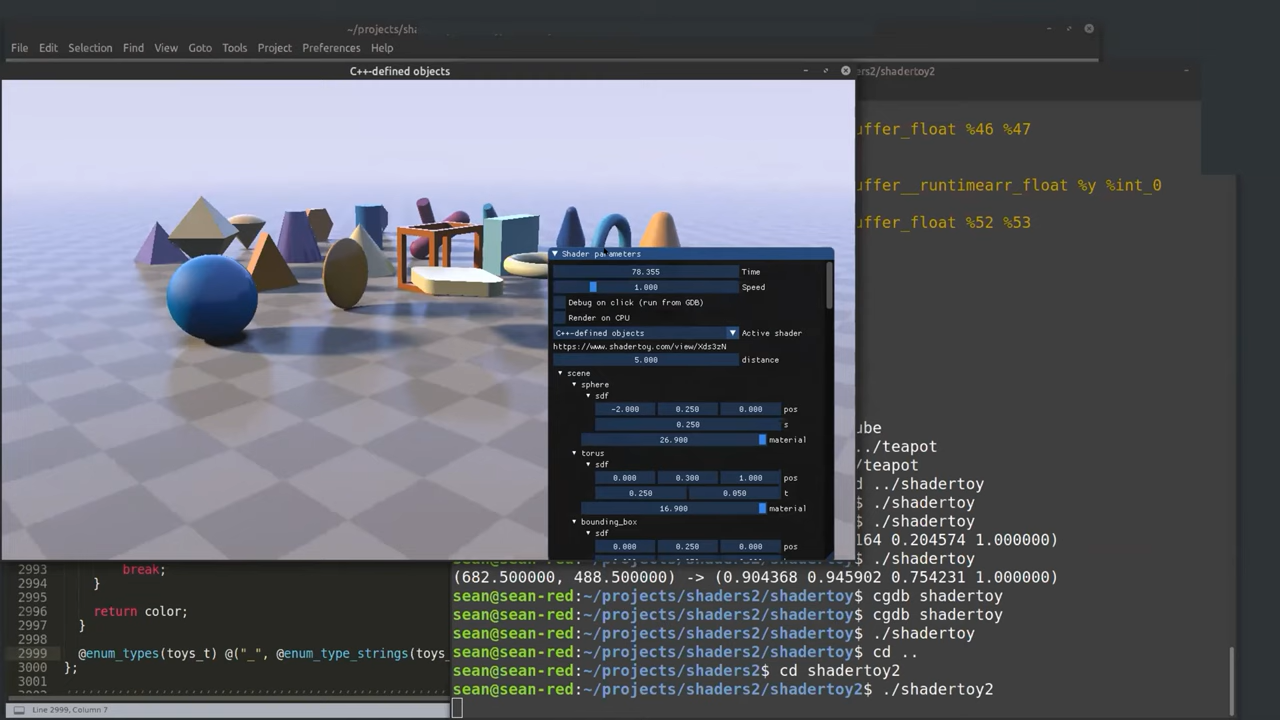 ~/projects/sha
File Edit Selection Find View Goto Tools Project Preferences Help
C++-defined objects
ers2/shadertoy2
uffer_float %46 %47
uffer__runtimearr_float %y %int_0
uffer_float %52 %53
Shader parameters
78.355 Time
1.000 Speed
Debug on click (run from GDB)
Render on CPU
C++-defined objects Active shader
https://www.shadertoy.com/view/Xds3zN
5.000 distance
scene
sphere
sdf
-2.000 0.250 0.000 pos
0.250 s
26.900 material
torus
sdf
0.000 0.300 1.000 pos
0.250 0.050 t
16.900 material
bounding_box
sdf
0.000 0.250 0.000 pos
ube
../teapot
/teapot
d ../shadertoy
$ ./shadertoy
$ ./shadertoy
164 0.204574 1.000000)
$ ./shadertoy
(682.500000, 488.500000) -> (0.904368 0.945902 0.754231 1.000000)
sean@sean-red:~/projects/shaders2/shadertoy$ cgdb shadertoy
sean@sean-red:~/projects/shaders2/shadertoy$ cgdb shadertoy
sean@sean-red:~/projects/shaders2/shadertoy$ ./shadertoy
sean@sean-red:~/projects/shaders2/shadertoy$ cd ..
sean@sean-red:~/projects/shaders2$ cd shadertoy2
sean@sean-red:~/projects/shaders2/shadertoy2$ ./shadertoy2
2993 break;
2994 }
2995
2996 return color;
2997 }
2998
2999 @enum_types(toys_t) @("_", @enum_type_strings(toys_
3000 };
3001
Line 2999, Column 7